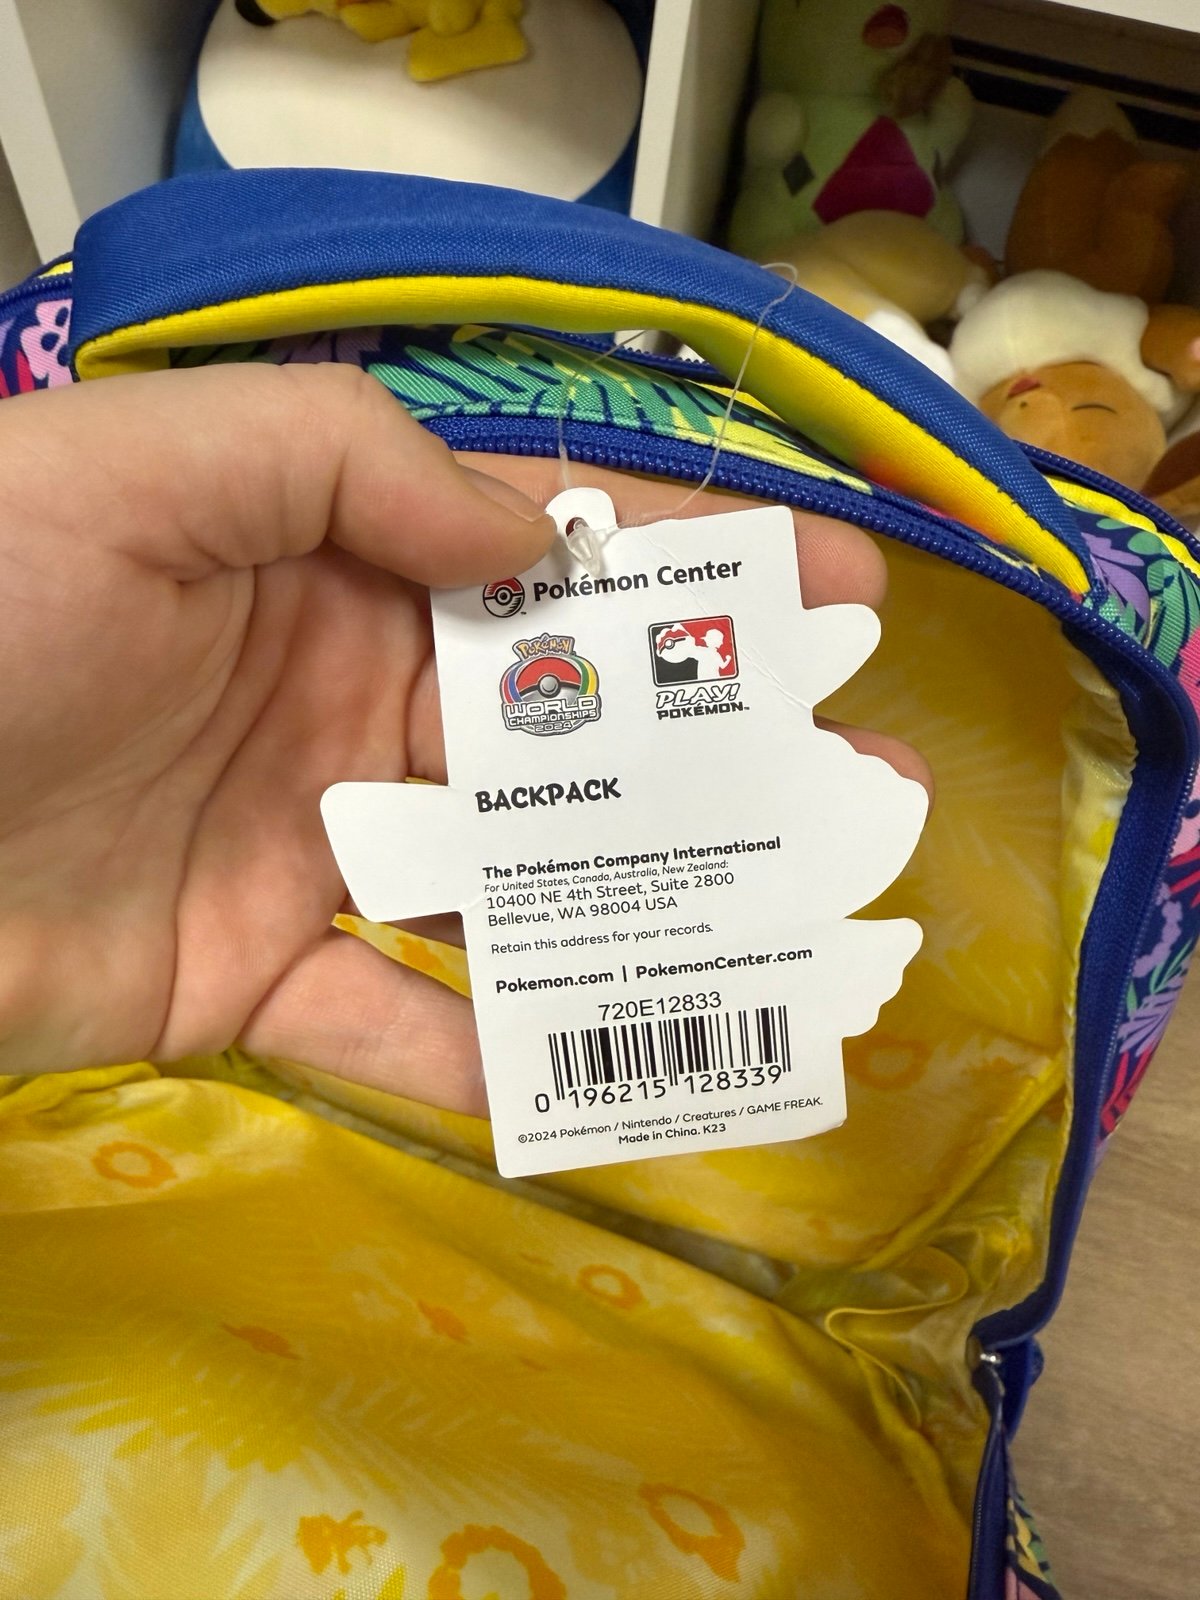 Pokémon Center
POKÉMON
WORLD
CHAMPIONSHIPS
2024
PLAY!
POKÉMON™
BACKPACK
The Pokémon Company International
For United States, Canada, Australia, New Zealand:
10400 NE 4th Street, Suite 2800
Bellevue, WA 98004 USA
Retain this address for your records.
Pokemon.com | PokemonCenter.com
720E12833
0 196215 128339
©2024 Pokémon / Nintendo / Creatures / GAME FREAK.
Made in China. K23